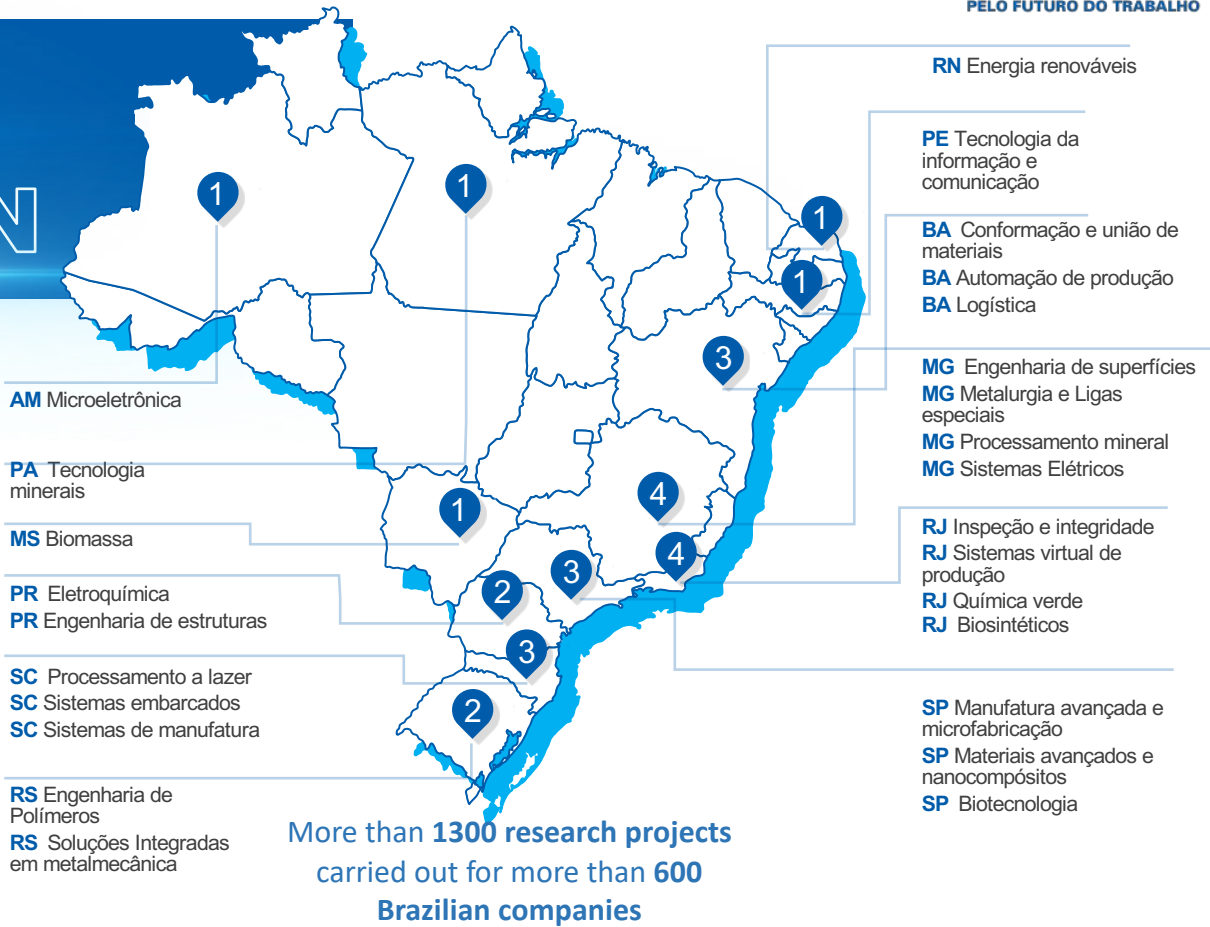 PELO FUTURO DO TRABALHO
N
RN Energia renováveis
PE Tecnologia da
informação e
comunicação
BA Conformação e união de
materiais
BA Automação de produção
BA Logística
MG Engenharia de superfícies
MG Metalurgia e Ligas
especiais
MG Processamento mineral
MG Sistemas Elétricos
RJ Inspeção e integridade
RJ Sistemas virtual de
produção
RJ Química verde
RJ Biosintéticos
SP Manufatura avançada e
microfabricação
SP Materiais avançados e
nanocompósitos
SP Biotecnologia
1
1
1
1
3
1
4
4
3
2
3
2
AM Microeletrônica
PA Tecnologia
minerais
MS Biomassa
PR Eletroquímica
PR Engenharia de estruturas
SC Processamento a lazer
SC Sistemas embarcados
SC Sistemas de manufatura
RS Engenharia de
Polímeros
RS Soluções Integradas
em metalmecânica
More than 1300 research projects
carried out for more than 600
Brazilian companies